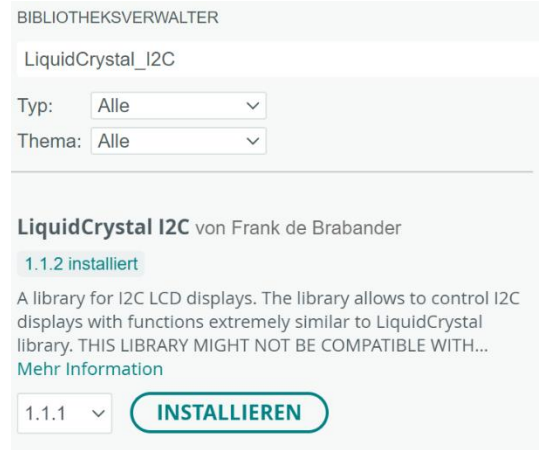 BIBLIOTHEKSVERWALTER
LiquidCrystal_I2C
Typ: Alle
Thema: Alle
LiquidCrystal I2C von Frank de Brabander
1.1.2 installiert
A library for I2C LCD displays. The library allows to control I2C
displays with functions extremely similar to LiquidCrystal
library. THIS LIBRARY MIGHT NOT BE COMPATIBLE WITH...
Mehr Information
1.1.1 INSTALLIEREN